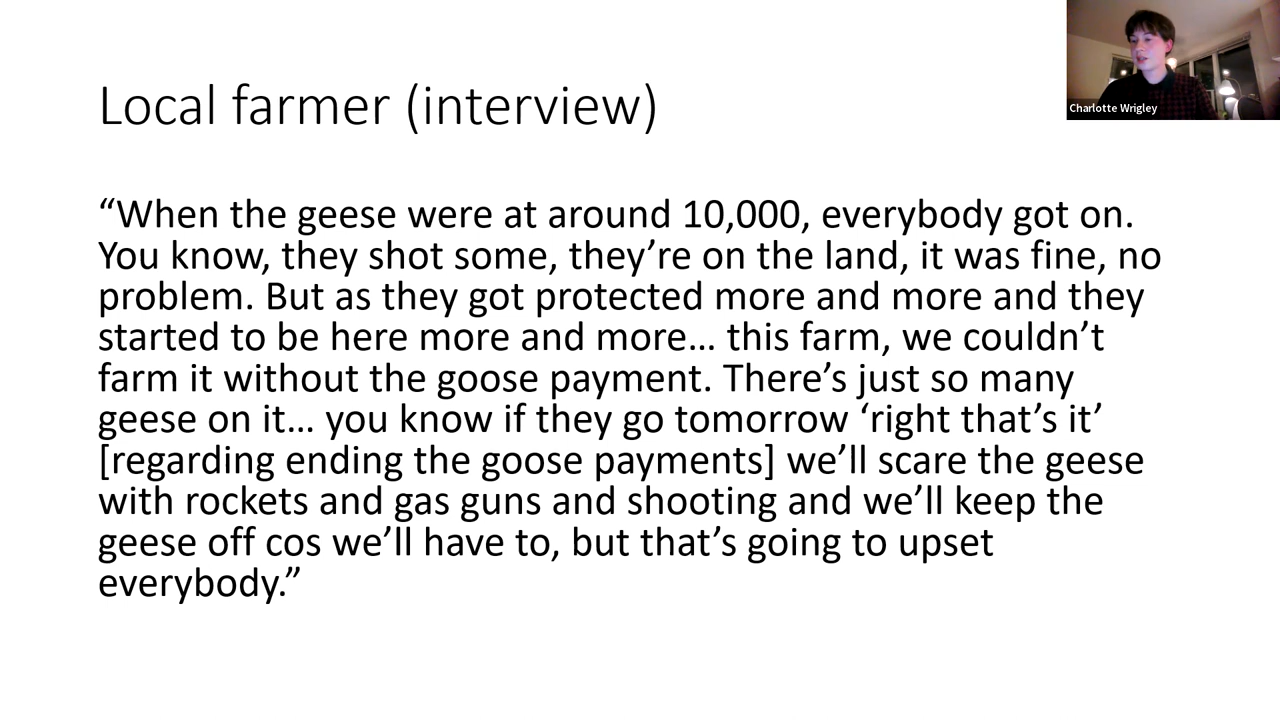 Local farmer (interview)
Charlotte Wrigley
“When the geese were at around 10,000, everybody got on.
You know, they shot some, they’re on the land, it was fine, no
problem. But as they got protected more and more and they
started to be here more and more… this farm, we couldn’t
farm it without the goose payment. There’s just so many
geese on it… you know if they go tomorrow ‘right that’s it’
[regarding ending the goose payments] we’ll scare the geese
with rockets and gas guns and shooting and we’ll keep the
geese off cos we’ll have to, but that’s going to upset
everybody.”